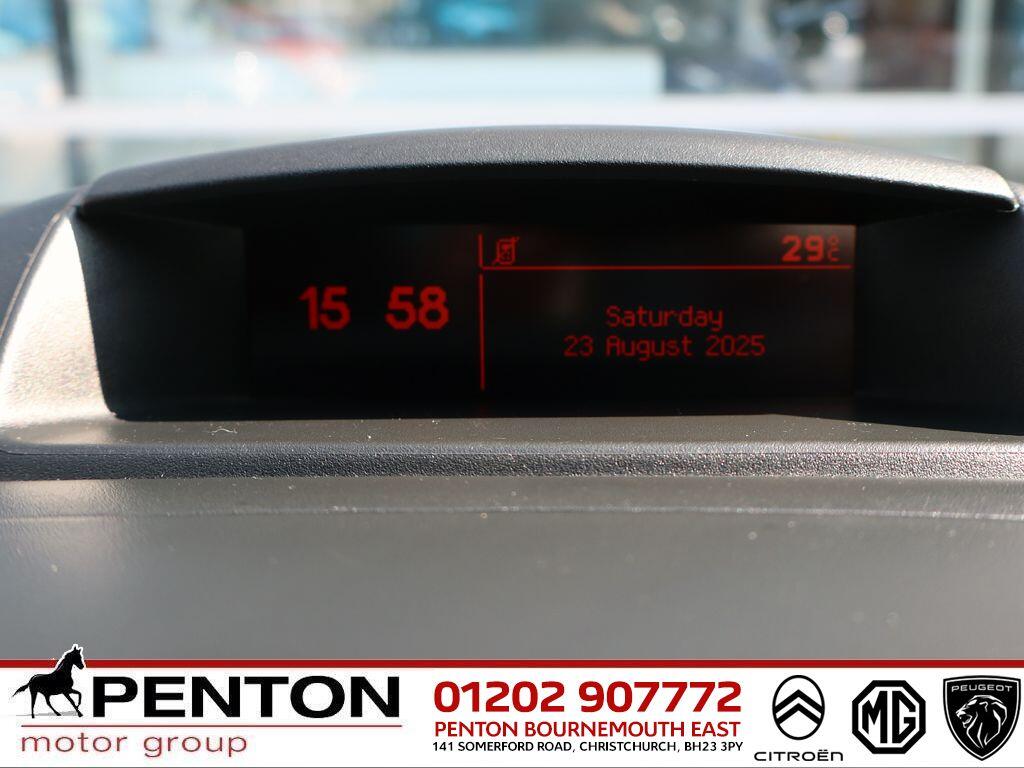 29°C
15 58
Saturday
23 August 2025
PENTON
motor group
01202 907772
PENTON BOURNEMOUTH EAST
141 SOMERFORD ROAD, CHRISTCHURCH, BH23 3PY
CITROËN
MG
PEUGEOT